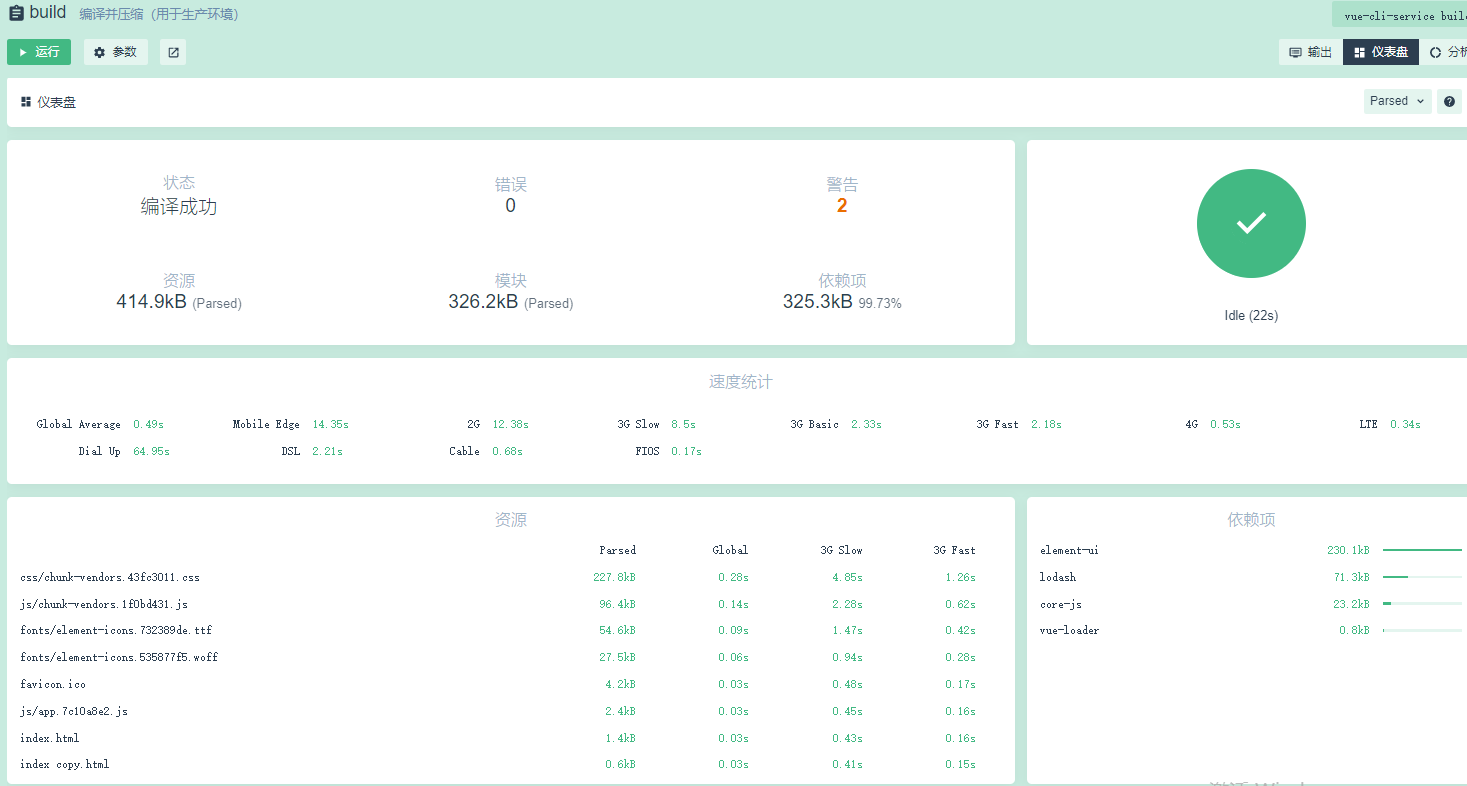 build 编译并压缩（用于生产环境） vue-cli-service buil
运行 参数 输出 仪表盘 分析
仪表盘 Parsed
状态 错误 警告
编译成功 0 2
资源 模块 依赖项
414.9kB (Parsed) 326.2kB (Parsed) 325.3kB 99.73%
Idle (22s)
速度统计
Global Average 0.49s Mobile Edge 14.35s 2G 12.38s 3G Slow 8.5s 3G Basic 2.33s 3G Fast 2.18s 4G 0.53s LTE 0.34s
Dial Up 64.95s DSL 2.21s Cable 0.68s FIOS 0.17s
资源
Parsed Global 3G Slow 3G Fast
css/chunk-vendors.43fc3011.css 227.8kB 0.28s 4.85s 1.26s
js/chunk-vendors.1f0bd431.js 96.4kB 0.14s 2.28s 0.62s
fonts/element-icons.732389de.ttf 54.6kB 0.09s 1.47s 0.42s
fonts/element-icons.535877f5.woff 27.5kB 0.06s 0.94s 0.28s
favicon.ico 4.2kB 0.03s 0.48s 0.17s
js/app.7c10a8e2.js 2.4kB 0.03s 0.45s 0.16s
index.html 1.4kB 0.03s 0.43s 0.16s
index copy.html 0.6kB 0.03s 0.41s 0.15s
依赖项
element-ui 230.1kB
lodash 71.3kB
core-js 23.2kB
vue-loader 0.8kB